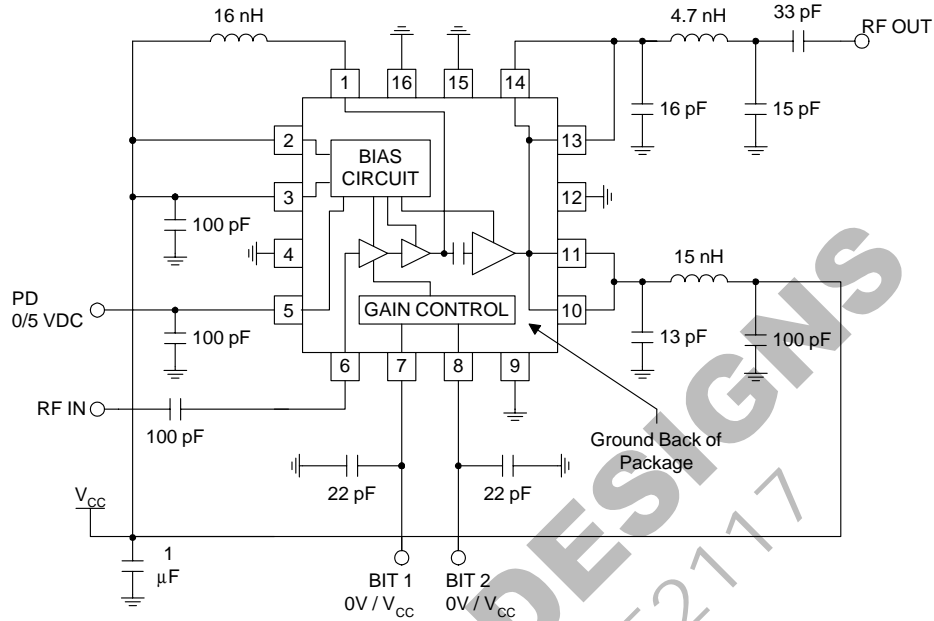 16 nH
4.7 nH
33 pF
RF OUT
1
16
15
14
16 pF
15 pF
2
13
BIAS
CIRCUIT
3
12
100 pF
4
11
15 nH
PD
0/5 VDC
5
GAIN CONTROL
10
100 pF
13 pF
100 pF
6
7
8
9
RF IN
100 pF
Ground Back of
Package
22 pF
22 pF
VCC
1
µF
BIT 1
0V / VCC
BIT 2
0V / VCC
DESIGNS
2117